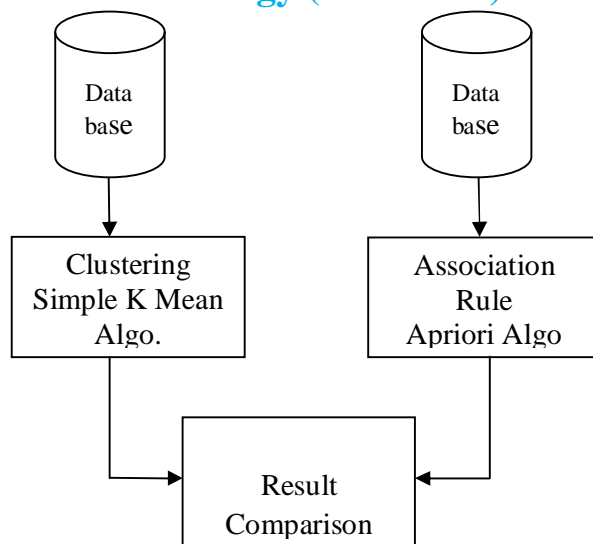 Data
base
Data
base
Clustering
Simple K Mean
Algo.
Association
Rule
Apriori Algo
Result
Comparison